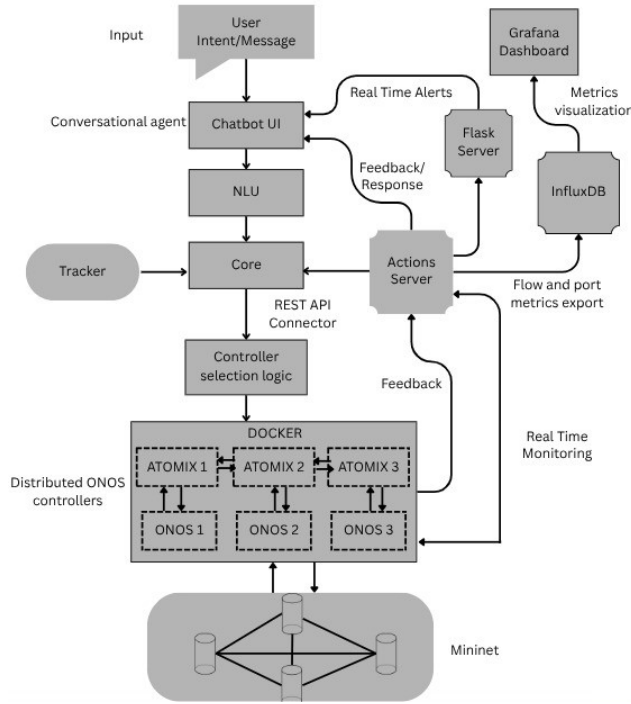 Input
User
Intent/Message
Grafana
Dashboard
Real Time Alerts
Metrics
visualization
Conversational agent
Chatbot UI
Flask
Server
Feedback/
Response
NLU
InfluxDB
Tracker
Core
Actions
Server
REST API
Connector
Flow and port
metrics export
Controller
selection logic
Feedback
DOCKER
Real Time
Monitoring
ATOMIX 1
ATOMIX 2
ATOMIX 3
Distributed ONOS
controllers
ONOS 1
ONOS 2
ONOS 3
Mininet